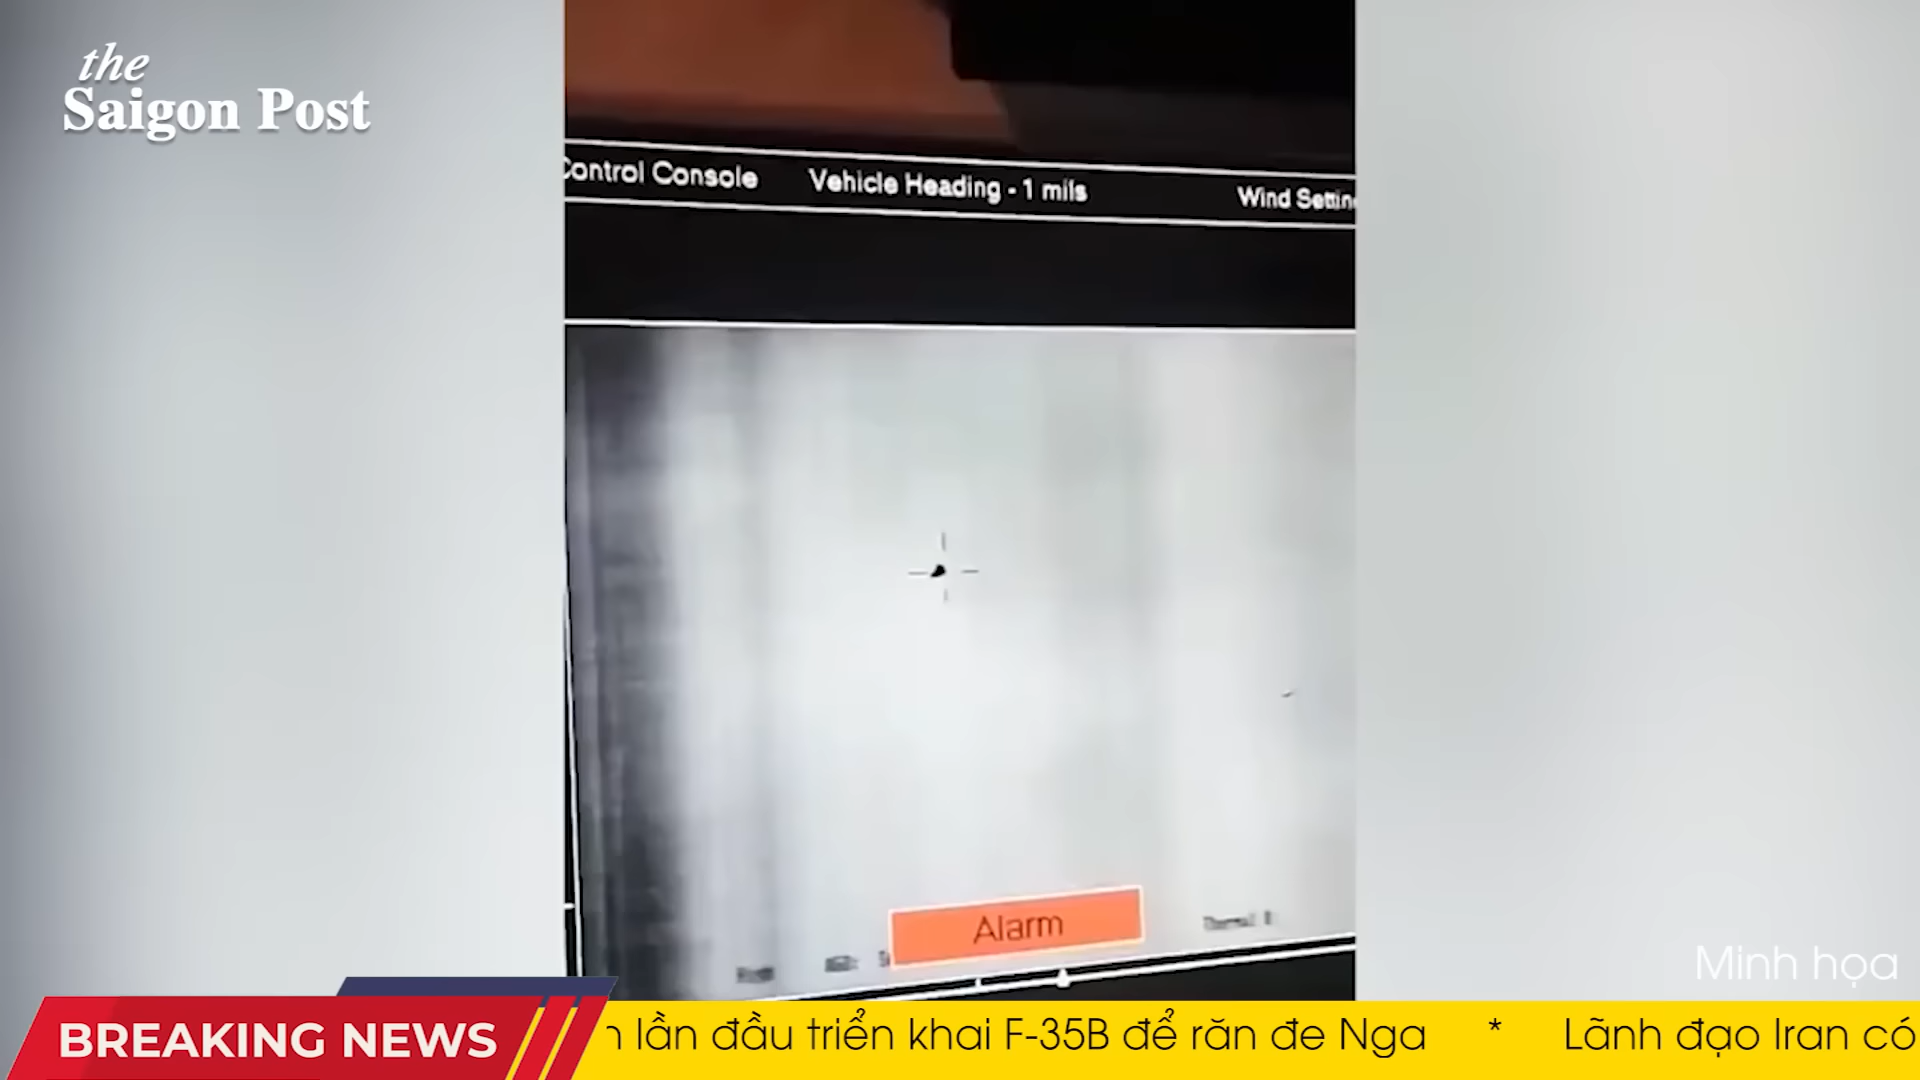 the
Saigon Post
Control Console
Vehicle Heading - 1 mils
Wind Settin
Alarm
Minh họa
BREAKING NEWS
lần đầu triển khai F-35B để răn đe Nga * Lãnh đạo Iran có